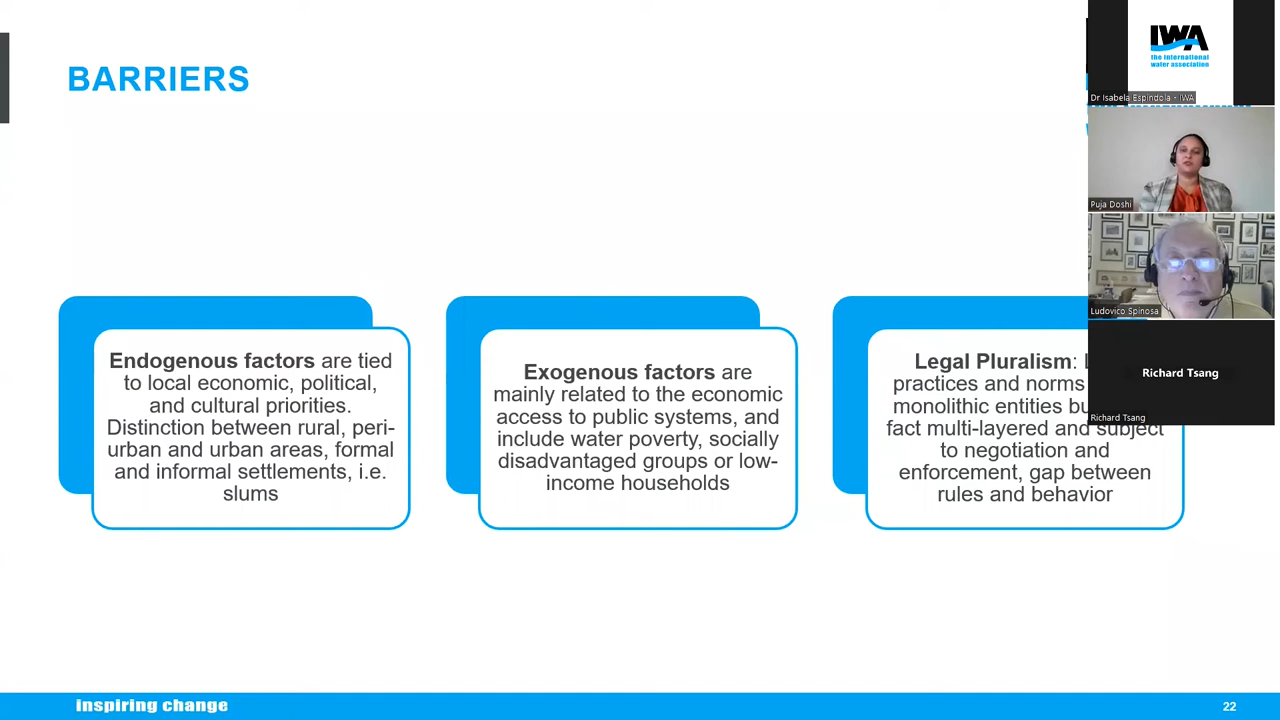 BARRIERS
Endogenous factors are tied
to local economic, political,
and cultural priorities.
Distinction between rural, peri-
urban and urban areas, formal
and informal settlements, i.e.
slums
Exogenous factors are
mainly related to the economic
access to public systems, and
include water poverty, socially
disadvantaged groups or low-
income households
Legal Pluralism:
practices and norms
monolithic entities
fact multi-layered and subject
to negotiation and
enforcement, gap between
rules and behavior
IWA
the international
water association
Dr Isabela Espindola - IWA
Puja Doshi
Ludovico Spinosa
Richard Tsang
Richard Tsang
inspiring change
22